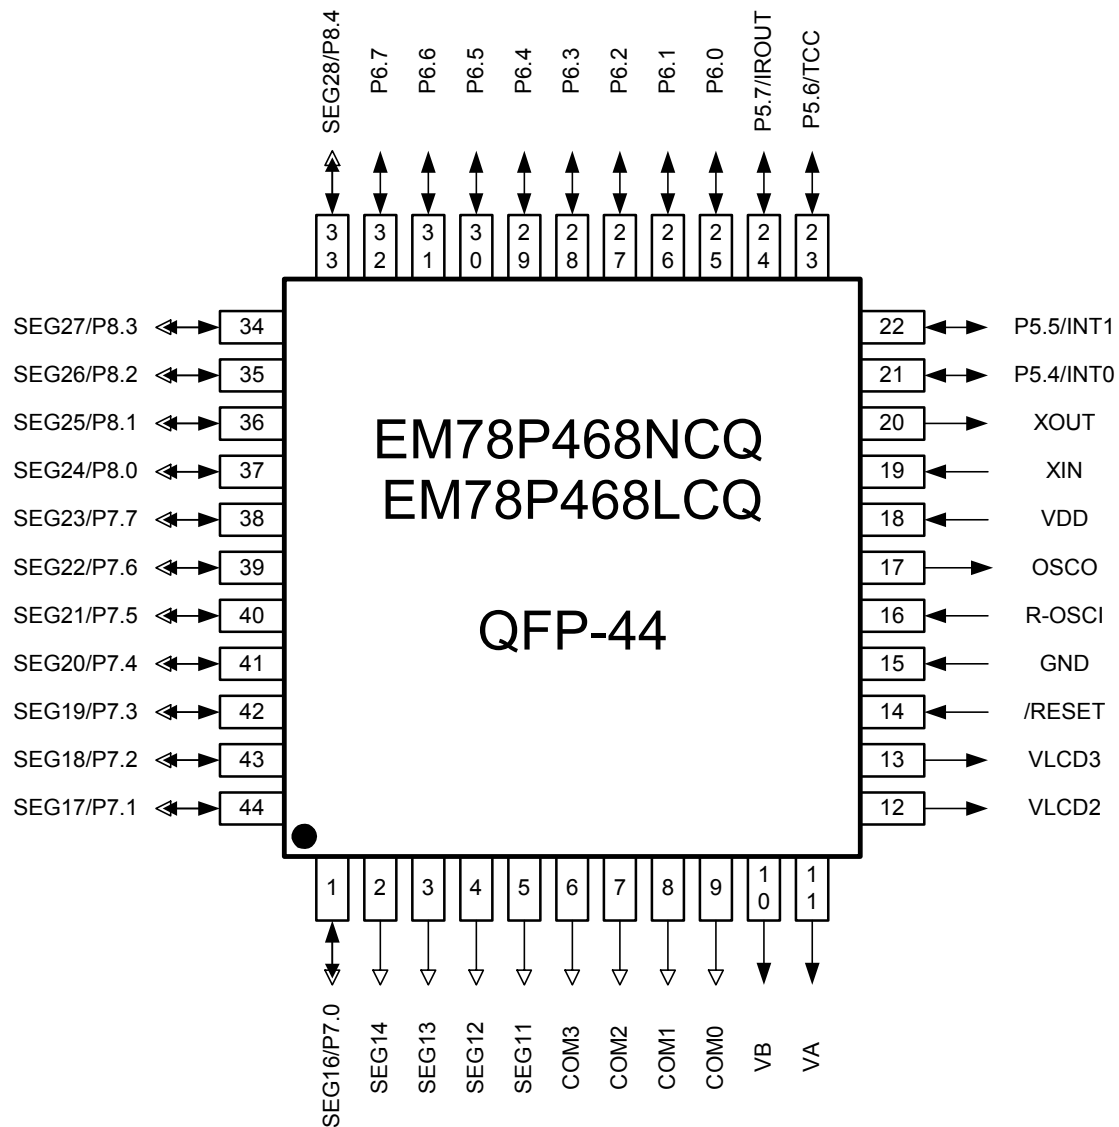 SEG28/P8.4
P6.7
P6.6
P6.5
P6.4
P6.3
P6.2
P6.1
P6.0
P5.7/IROUT
P5.6/TCC
33
32
31
30
29
28
27
26
25
24
23
SEG27/P8.3 34
SEG26/P8.2 35
SEG25/P8.1 36
SEG24/P8.0 37
SEG23/P7.7 38
SEG22/P7.6 39
SEG21/P7.5 40
SEG20/P7.4 41
SEG19/P7.3 42
SEG18/P7.2 43
SEG17/P7.1 44
EM78P468NCQ
EM78P468LCQ
QFP-44
22 P5.5/INT1
21 P5.4/INT0
20 XOUT
19 XIN
18 VDD
17 OSCO
16 R-OSCI
15 GND
14 /RESET
13 VLCD3
12 VLCD2
1
2
3
4
5
6
7
8
9
10
11
SEG16/P7.0
SEG14
SEG13
SEG12
SEG11
COM3
COM2
COM1
COM0
VB
VA